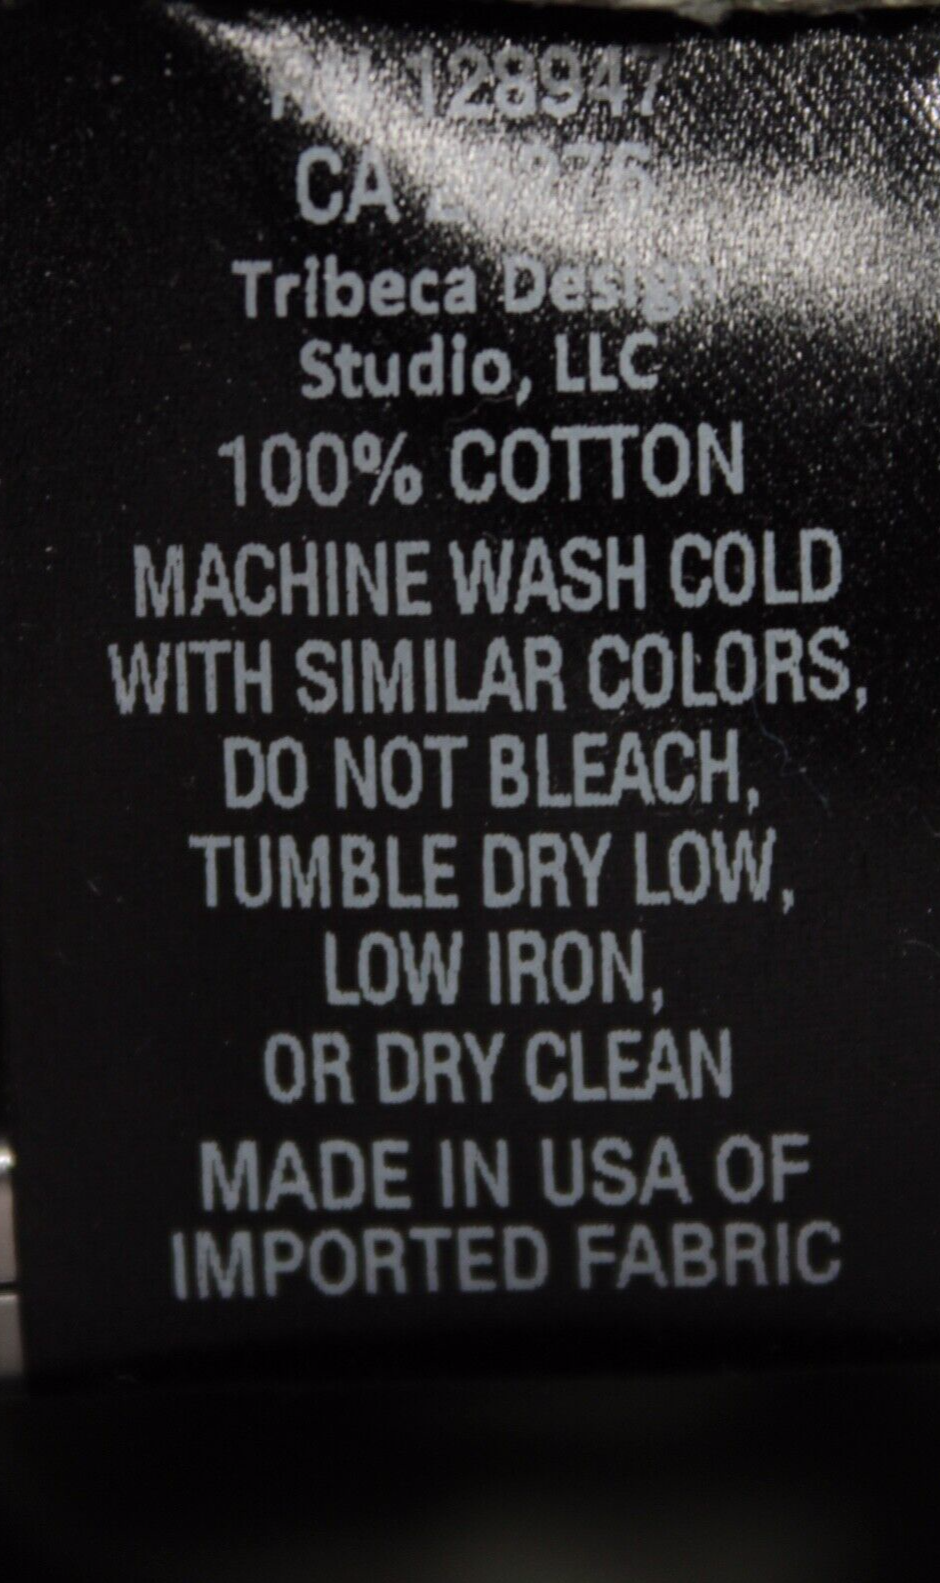 128947
CA
Tribeca Design
Studio, LLC
100% COTTON
MACHINE WASH COLD
WITH SIMILAR COLORS,
DO NOT BLEACH,
TUMBLE DRY LOW,
LOW IRON,
OR DRY CLEAN
MADE IN USA OF
IMPORTED FABRIC